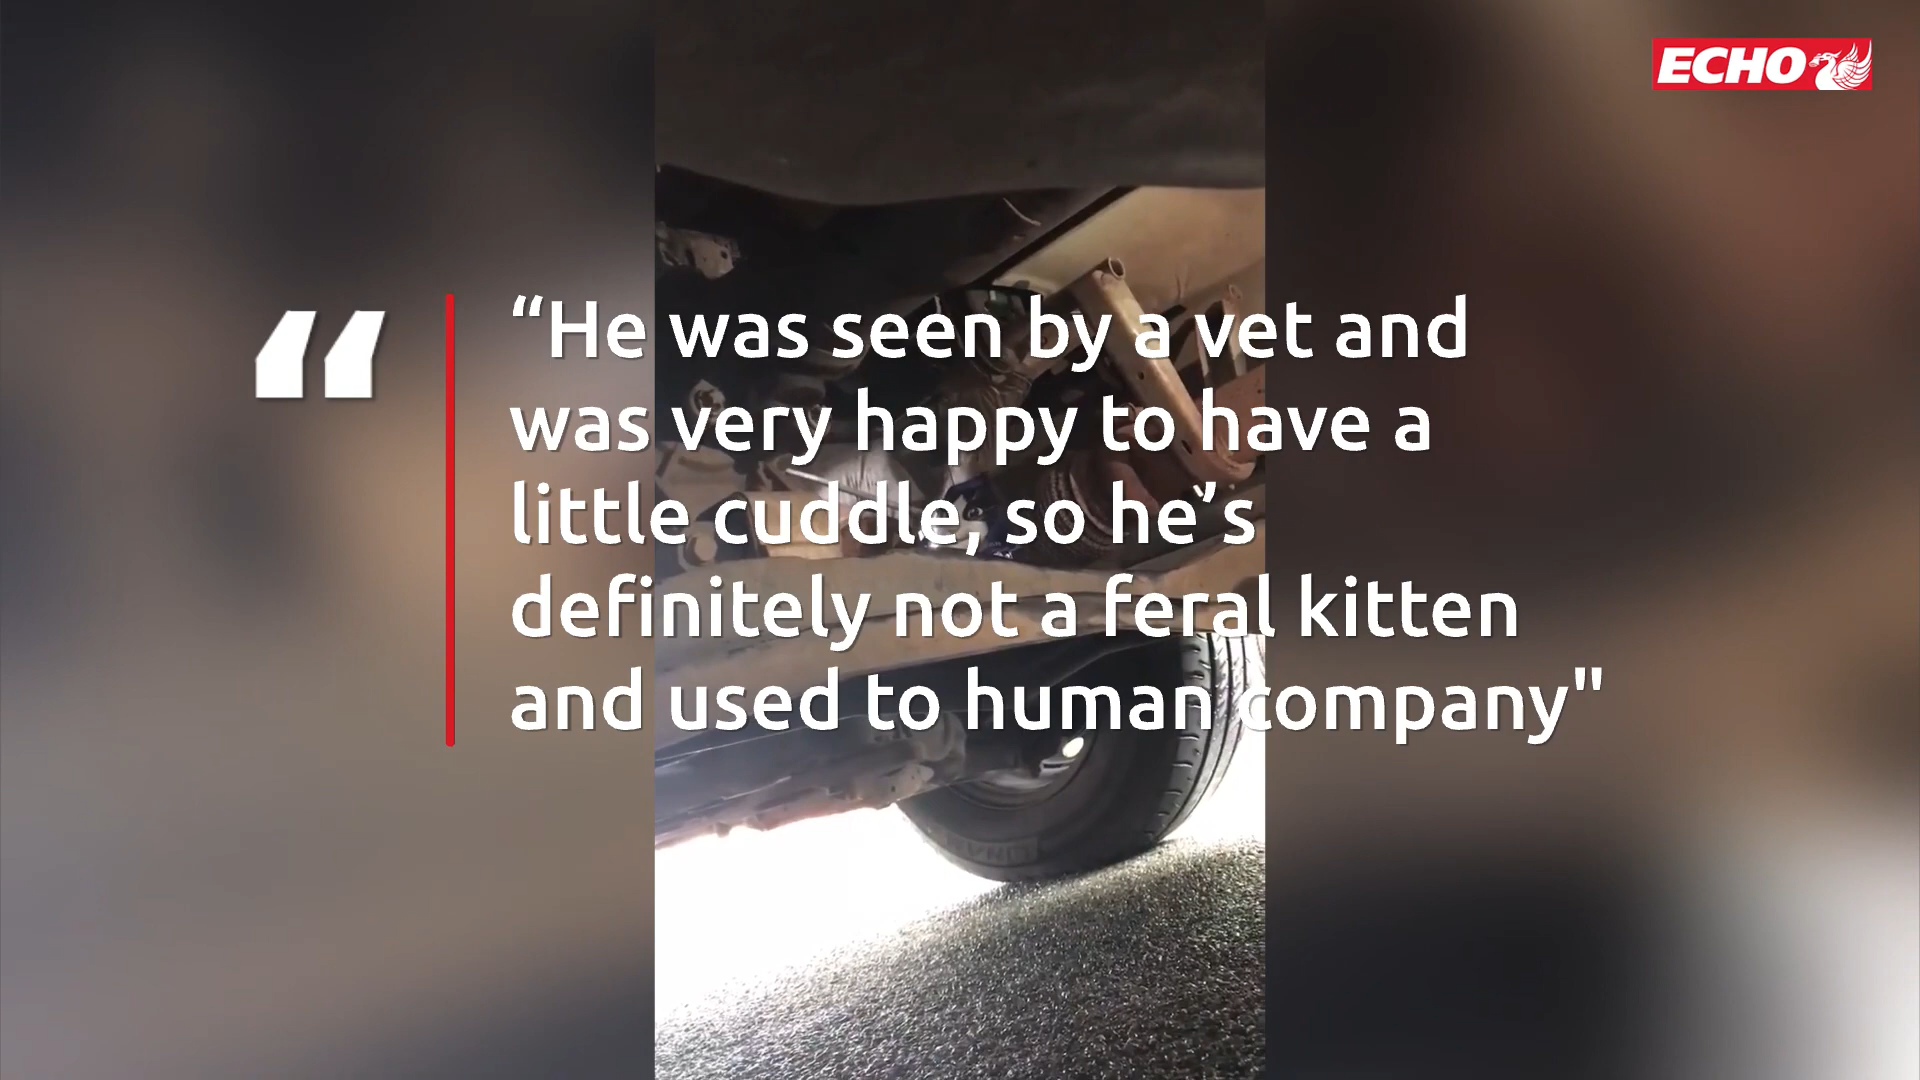 ECHO
“He was seen by a vet and
was very happy to have a
little cuddle, so he’s
definitely not a feral kitten
and used to human company"